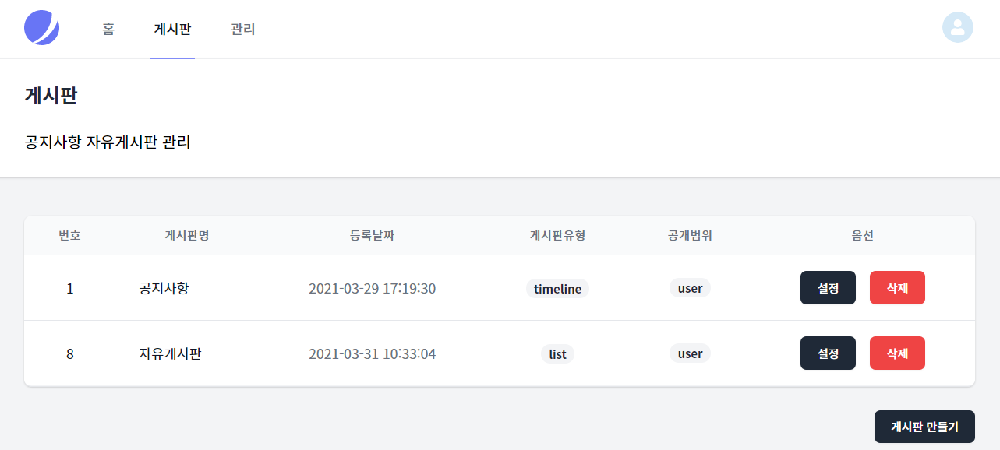 홈 게시판 관리
게시판
공지사항 자유게시판 관리
번호 게시판명 등록날짜 게시판유형 공개범위 옵션
1 공지사항 2021-03-29 17:19:30 timeline user 설정 삭제
8 자유게시판 2021-03-31 10:33:04 list user 설정 삭제
게시판 만들기